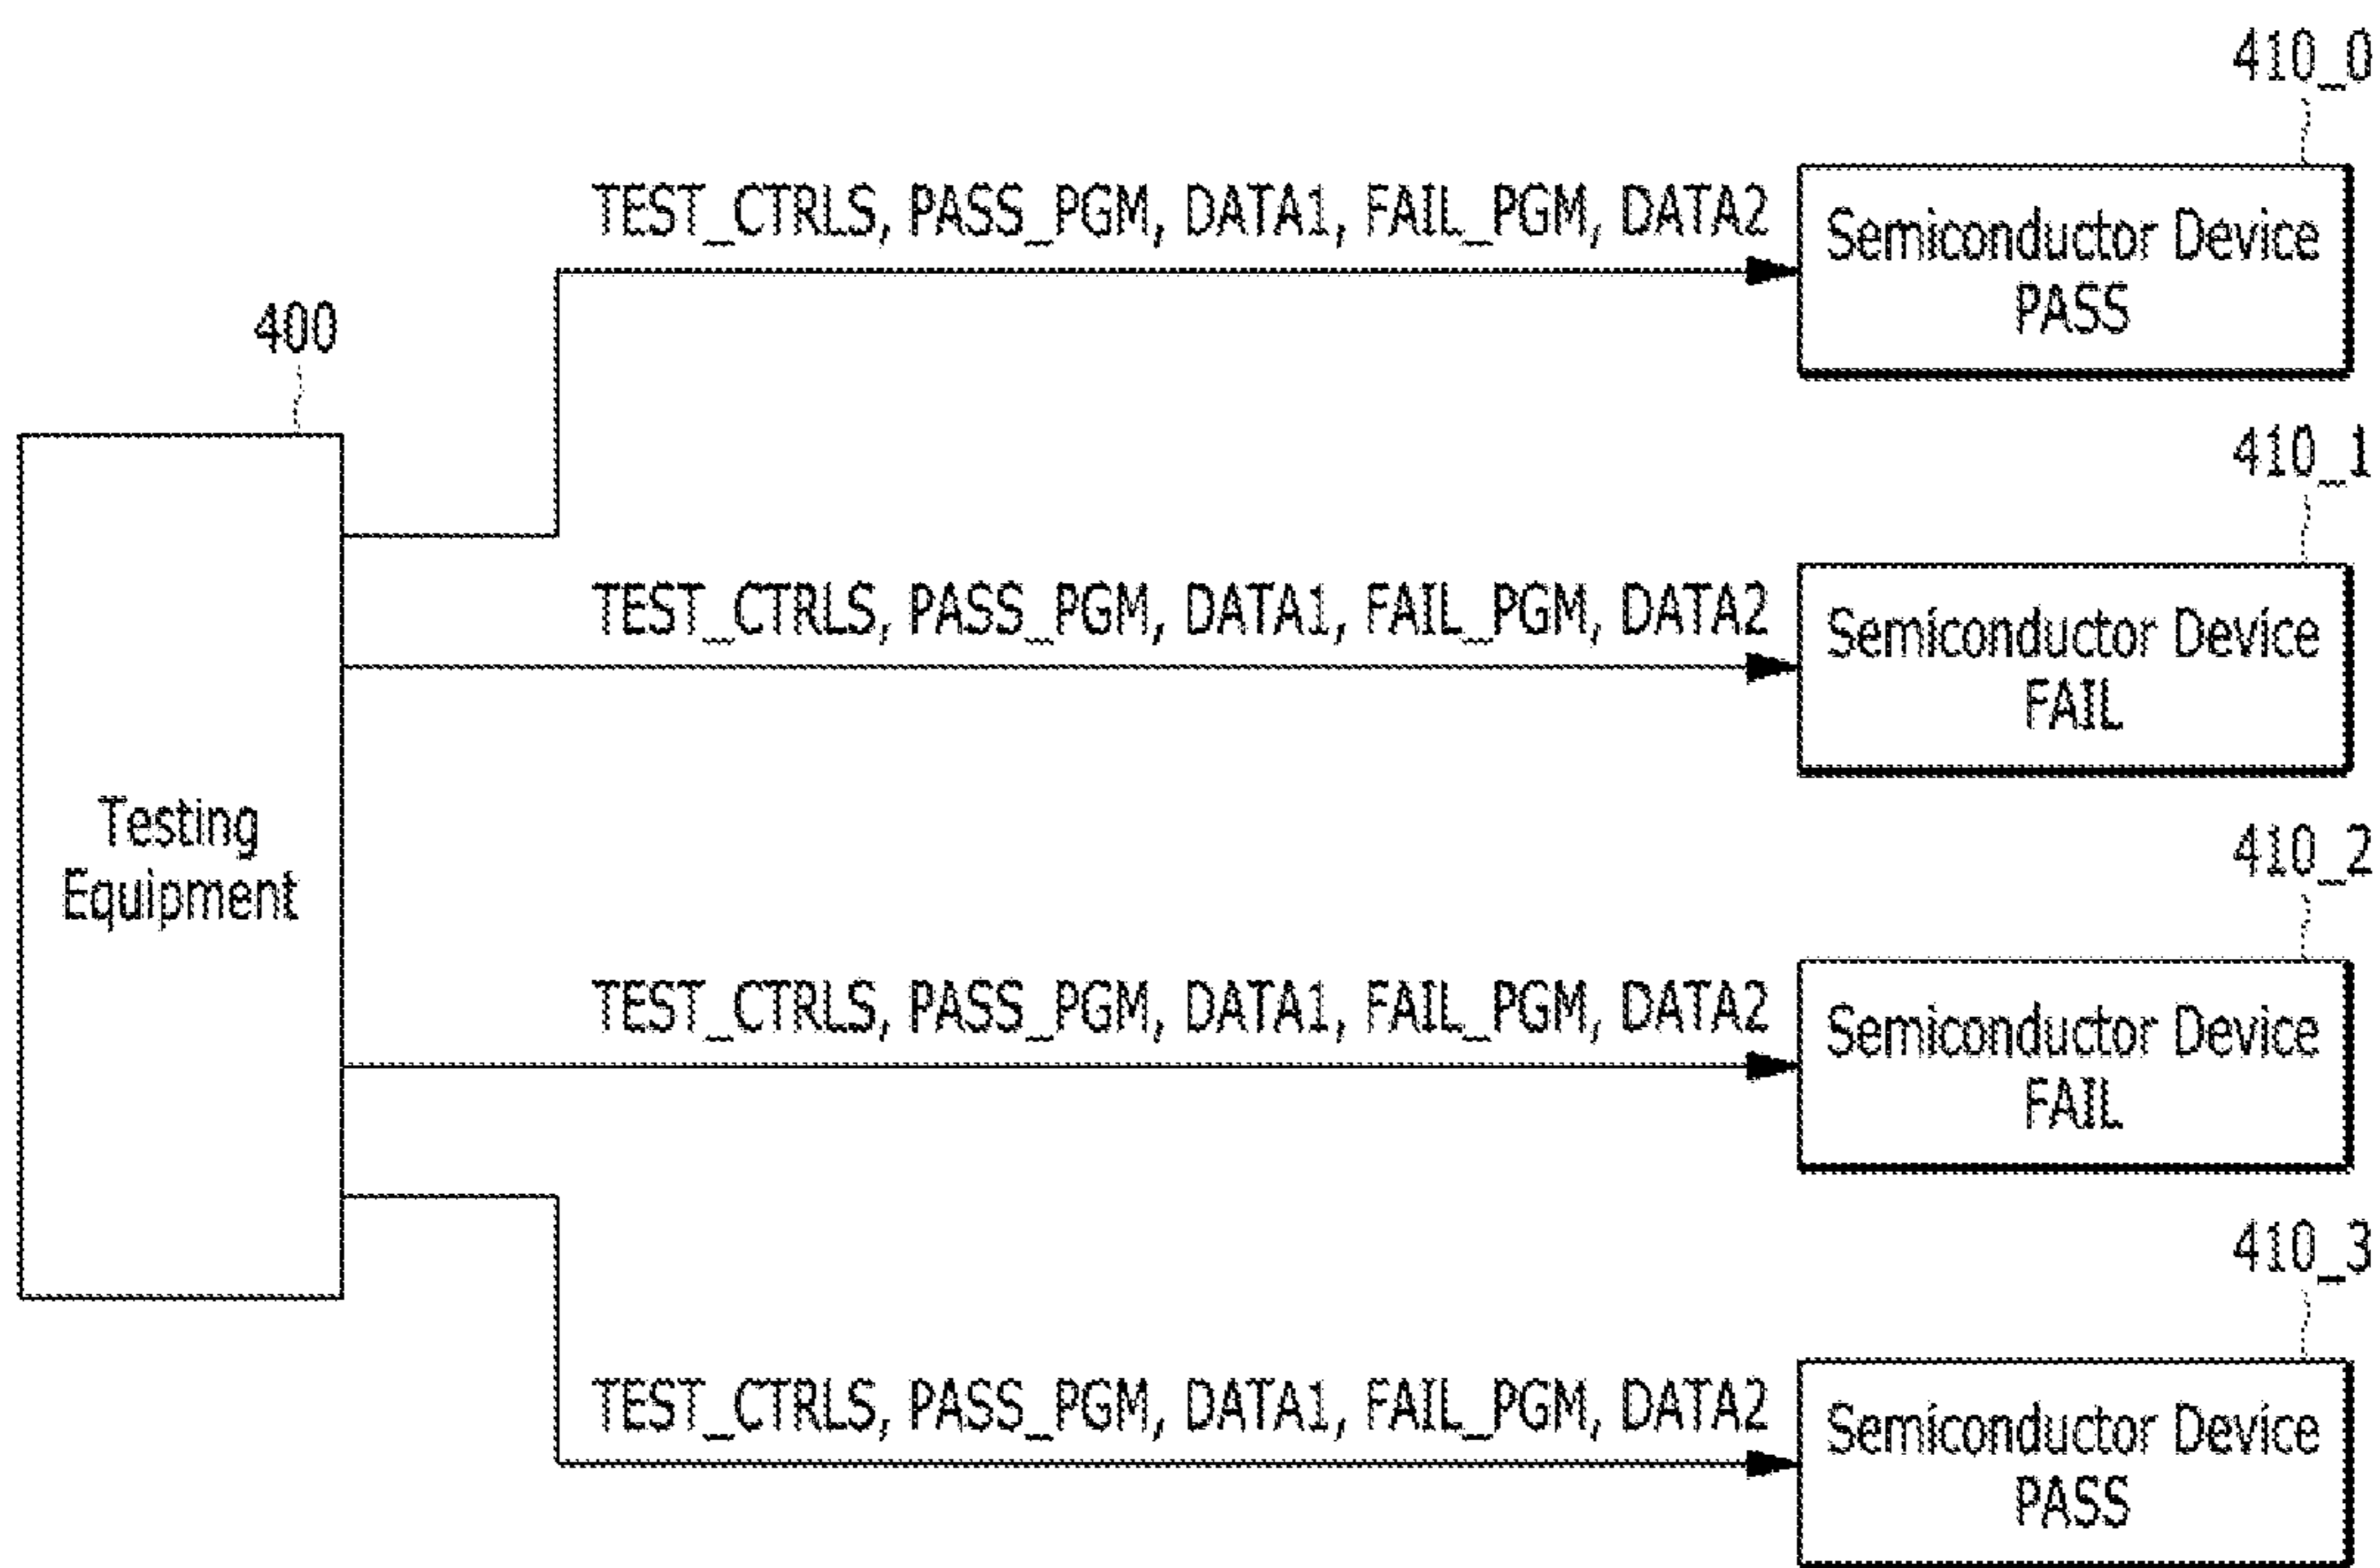 410_0
TEST_CTRLS, PASS_PGM, DATA1, FAIL_PGM, DATA2
Semiconductor Device
PASS
400
410_1
TEST_CTRLS, PASS_PGM, DATA1, FAIL_PGM, DATA2
Semiconductor Device
FAIL
Testing
Equipment
410_2
TEST_CTRLS, PASS_PGM, DATA1, FAIL_PGM, DATA2
Semiconductor Device
FAIL
410_3
TEST_CTRLS, PASS_PGM, DATA1, FAIL_PGM, DATA2
Semiconductor Device
PASS